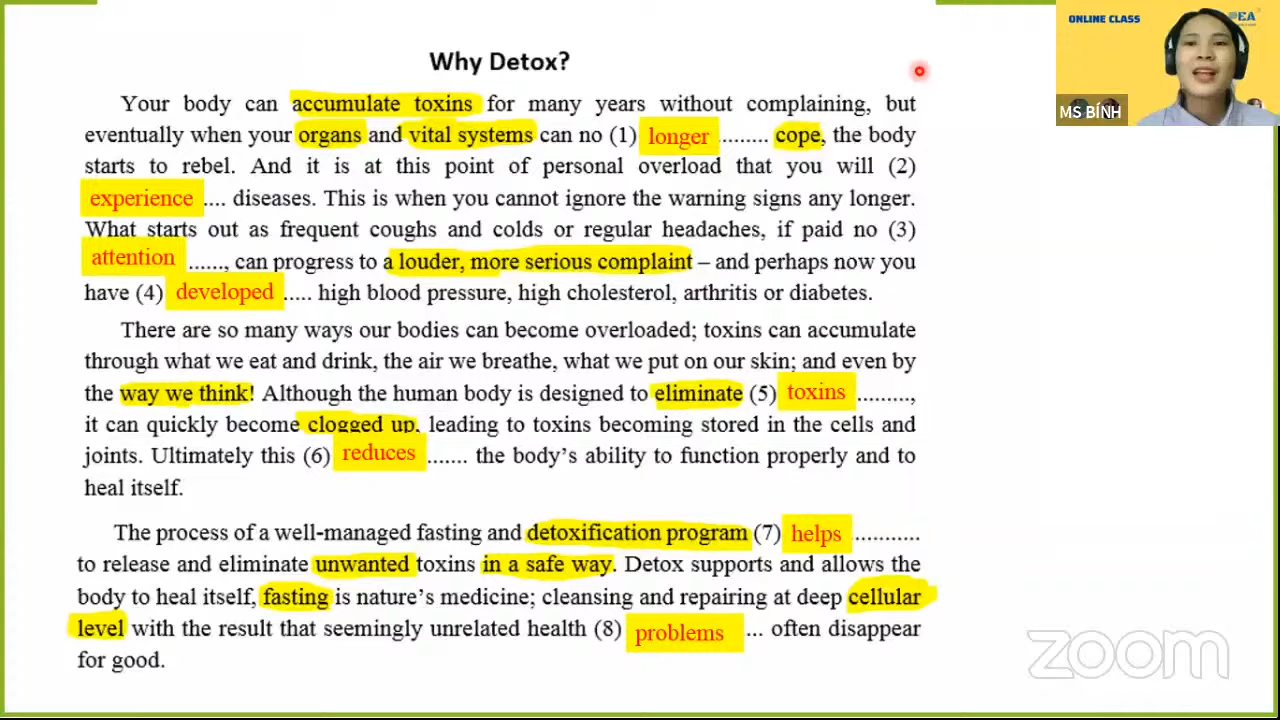 ONLINE CLASS
EA
MS BÍNH
Why Detox?
Your body can accumulate toxins for many years without complaining, but
eventually when your organs and vital systems can no (1) longer ......... cope, the body
starts to rebel. And it is at this point of personal overload that you will (2)
experience .... diseases. This is when you cannot ignore the warning signs any longer.
What starts out as frequent coughs and colds or regular headaches, if paid no (3)
attention ......, can progress to a louder, more serious complaint – and perhaps now you
have (4) developed ..... high blood pressure, high cholesterol, arthritis or diabetes.
There are so many ways our bodies can become overloaded; toxins can accumulate
through what we eat and drink, the air we breathe, what we put on our skin; and even by
the way we think! Although the human body is designed to eliminate (5) toxins .........,
it can quickly become clogged up, leading to toxins becoming stored in the cells and
joints. Ultimately this (6) reduces ....... the body's ability to function properly and to
heal itself.
The process of a well-managed fasting and detoxification program (7) helps ...........
to release and eliminate unwanted toxins in a safe way. Detox supports and allows the
body to heal itself, fasting is nature's medicine; cleansing and repairing at deep cellular
level with the result that seemingly unrelated health (8) problems ... often disappear
for good.
zoom